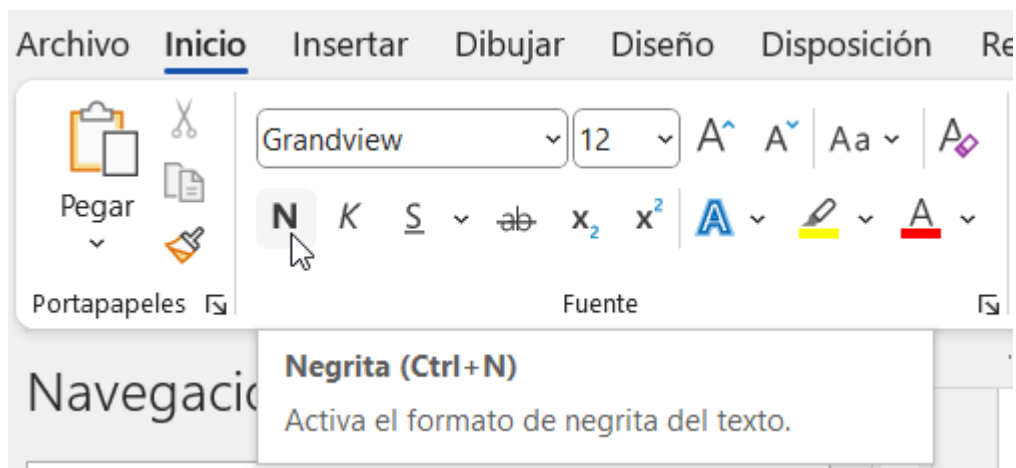 Archivo Inicio Insertar Dibujar Diseño Disposición
Grandview 12 A A Aa A
Pegar
N K S ab x₂ x² A A
Portapapeles Fuente
Negrita (Ctrl+N)
Activa el formato de negrita del texto.